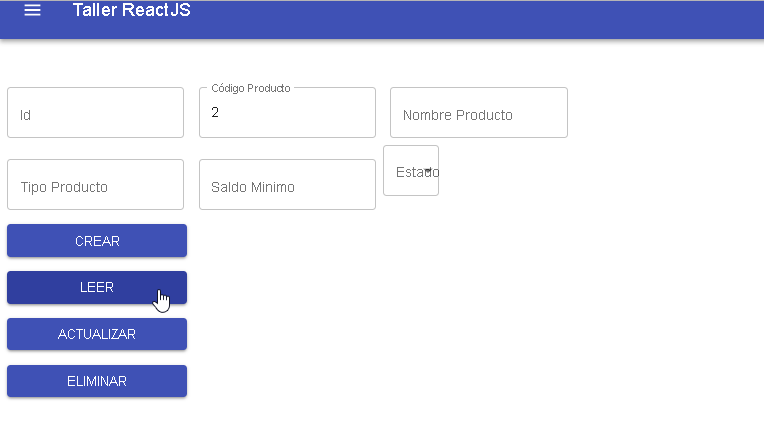 Taller ReactJS
Id
Código Producto
2
Nombre Producto
Tipo Producto
Saldo Minimo
Estado
CREAR
LEER
ACTUALIZAR
ELIMINAR